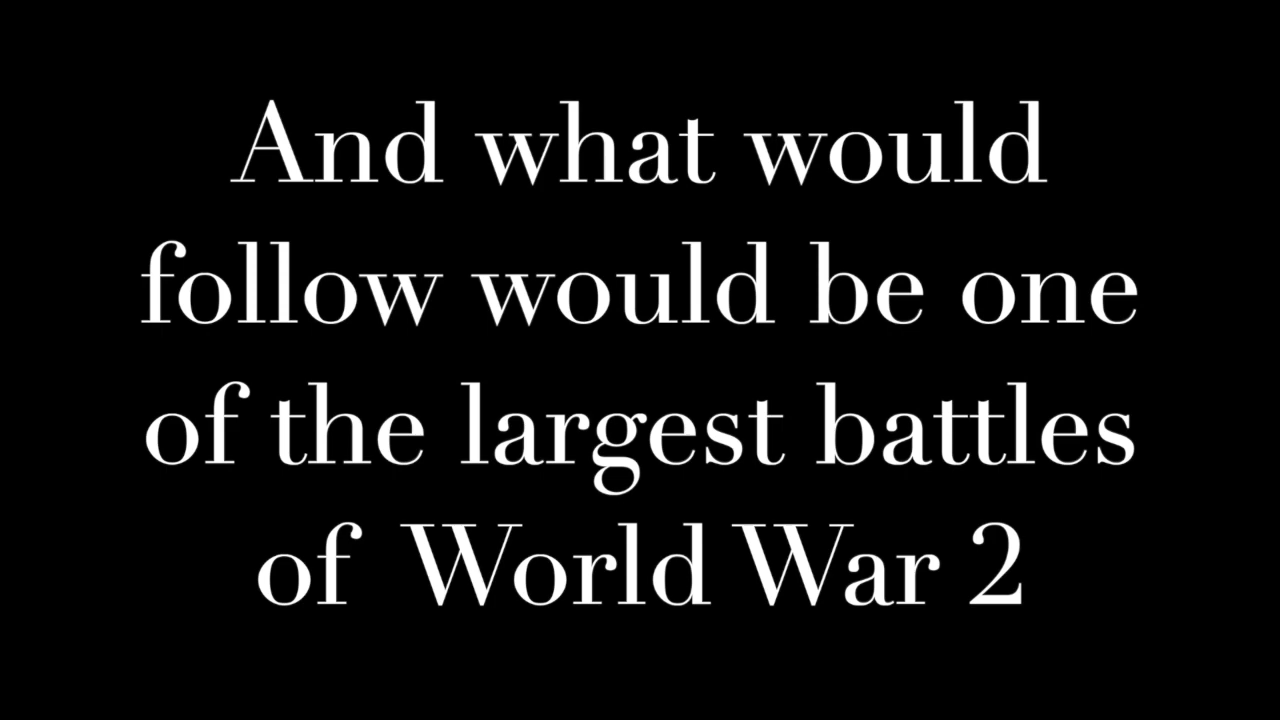 And what would
follow would be one
of the largest battles
of World War 2